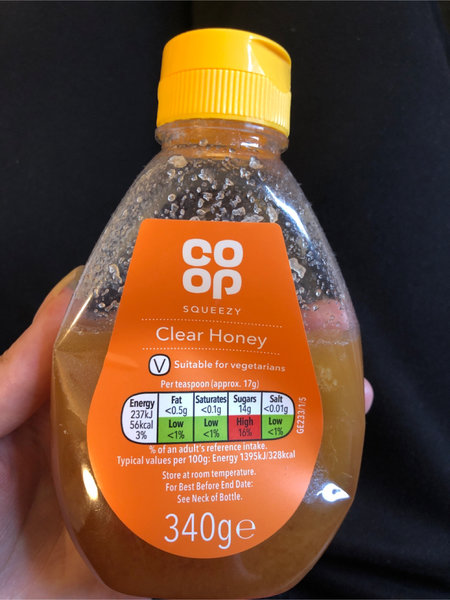 CO
OP
SQUEEZY
Clear Honey
V Suitable for vegetarians
Per teaspoon (approx. 17g)
Energy 237kJ 56kcal 3%
Fat <0.5g Low <1%
Saturates <0.1g Low <1%
Sugars 14g High 16%
Salt <0.01g Low <1%
% of an adult's reference intake.
Typical values per 100g: Energy 1395kJ/328kcal
Store at room temperature.
For Best Before End Date:
See Neck of Bottle.
340g℮
GE233/1/5